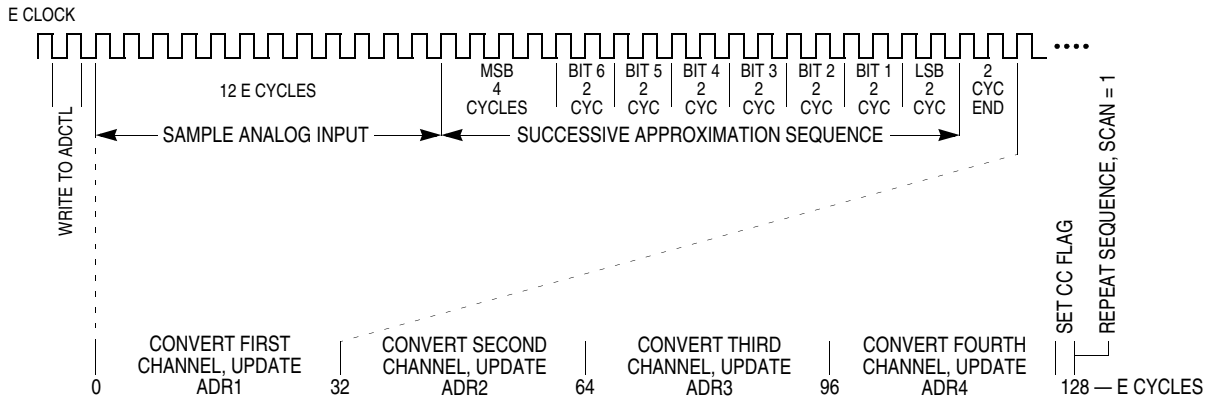 E CLOCK
MSB
4
CYCLES
BIT 6
2
CYC
BIT 5
2
CYC
BIT 4
2
CYC
BIT 3
2
CYC
BIT 2
2
CYC
BIT 1
2
CYC
LSB
2
CYC
2
CYC
END
12 E CYCLES
WRITE TO ADCTL
SAMPLE ANALOG INPUT
SUCCESSIVE APPROXIMATION SEQUENCE
SET CC FLAG
REPEAT SEQUENCE, SCAN = 1
CONVERT FIRST
CHANNEL, UPDATE
ADR1
CONVERT SECOND
CHANNEL, UPDATE
ADR2
CONVERT THIRD
CHANNEL, UPDATE
ADR3
CONVERT FOURTH
CHANNEL, UPDATE
ADR4
0
32
64
96
128 — E CYCLES